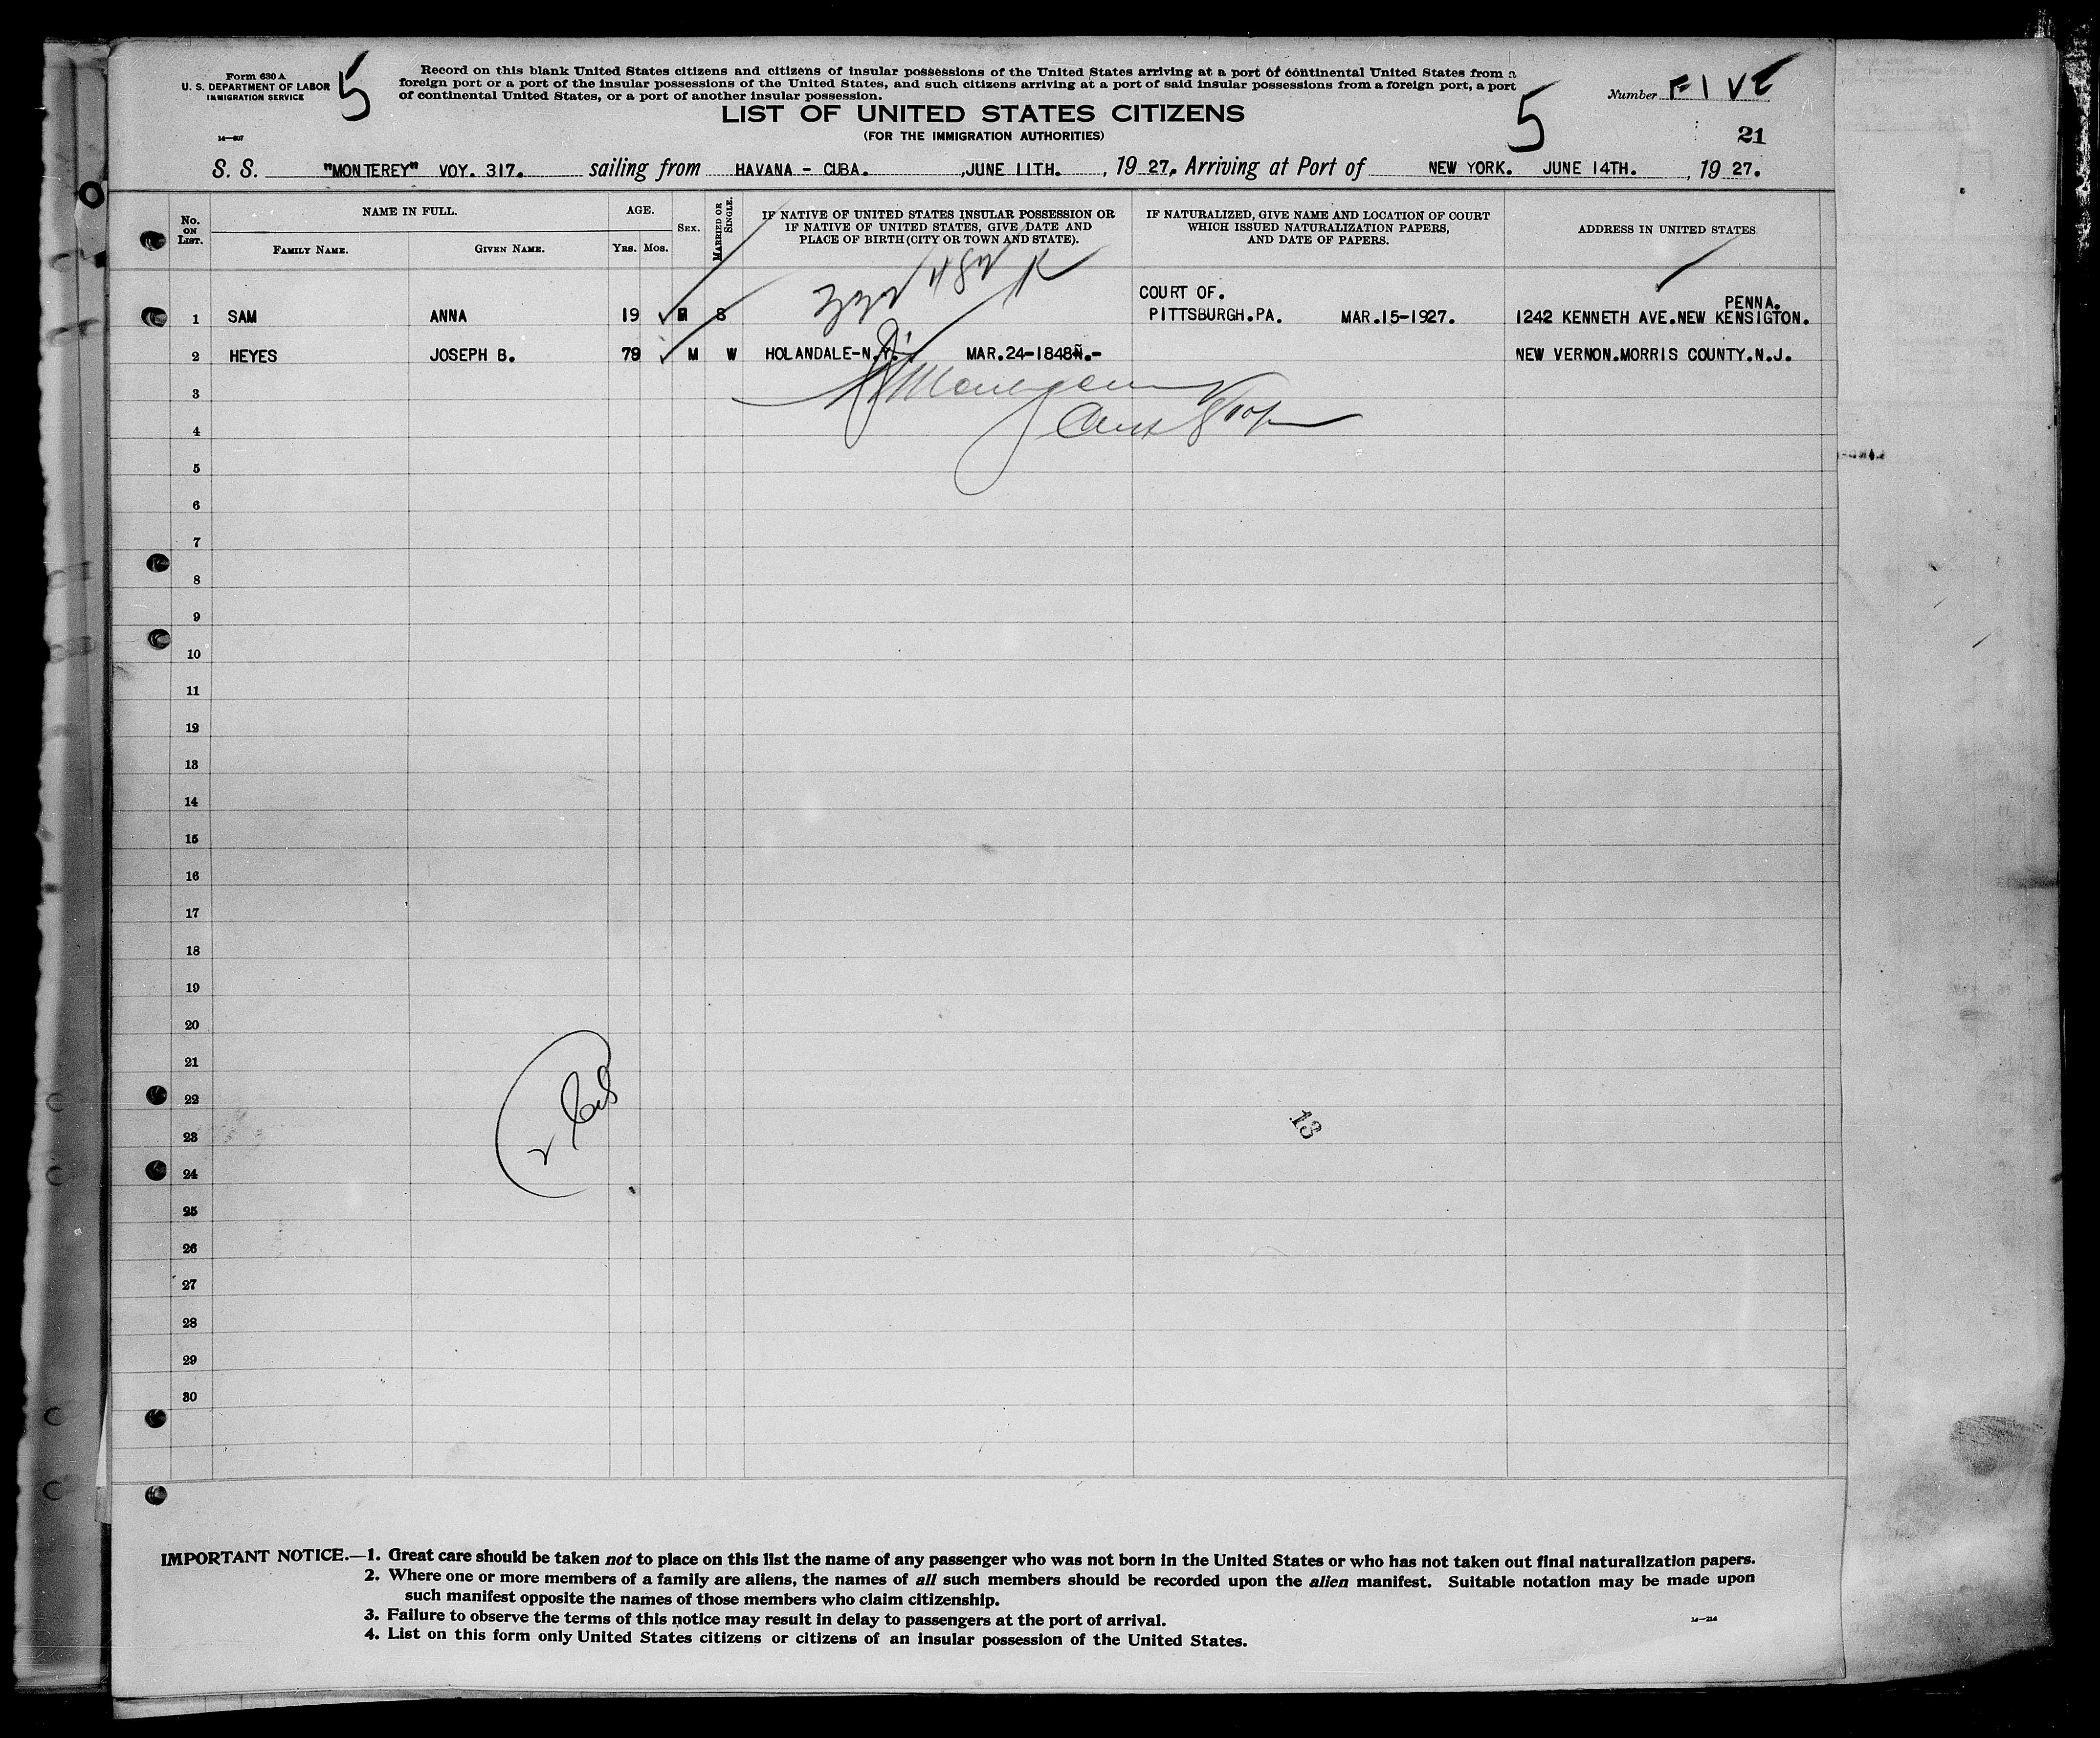 Form 630 A
U. S. DEPARTMENT OF LABOR
IMMIGRATION SERVICE
14—607
5
Record on this blank United States citizens and citizens of insular possessions of the United States arriving at a port of continental United States from a
foreign port or a port of the insular possessions of the United States, and such citizens arriving at a port of said insular possessions from a foreign port, a port
of continental United States, or a port of another insular possession.
LIST OF UNITED STATES CITIZENS
(FOR THE IMMIGRATION AUTHORITIES)
5
Number FIVE
21
S. S. "MONTEREY" VOY. 317. sailing from HAVANA - CUBA. ,JUNE 11TH. , 19 27, Arriving at Port of NEW YORK. JUNE 14TH. , 19 27.
No. ON LIST. NAME IN FULL. AGE. SEX. MARRIED OR SINGLE. IF NATIVE OF UNITED STATES INSULAR POSSESSION OR IF NATIVE OF UNITED STATES, GIVE DATE AND PLACE OF BIRTH (CITY OR TOWN AND STATE). IF NATURALIZED, GIVE NAME AND LOCATION OF COURT WHICH ISSUED NATURALIZATION PAPERS, AND DATE OF PAPERS. ADDRESS IN UNITED STATES
FAMILY NAME. GIVEN NAME. YRS. MOS.
COURT OF. PENNA.
1 SAM ANNA 19 S PITTSBURGH.PA. MAR.15-1927. 1242 KENNETH AVE.NEW KENSIGTON.
2 HEYES JOSEPH B. 79 M W HOLANDALE-N.Y. MAR.24-1848Ñ.- NEW VERNON.MORRIS COUNTY.N.J.
3
4
5
6
7
8
9
10
11
12
13
14
15
16
17
18
19
20
21
22
13
23
24
25
26
27
28
29
30
IMPORTANT NOTICE.—1. Great care should be taken not to place on this list the name of any passenger who was not born in the United States or who has not taken out final naturalization papers.
2. Where one or more members of a family are aliens, the names of all such members should be recorded upon the alien manifest. Suitable notation may be made upon
such manifest opposite the names of those members who claim citizenship.
3. Failure to observe the terms of this notice may result in delay to passengers at the port of arrival.
14—214
4. List on this form only United States citizens or citizens of an insular possession of the United States.